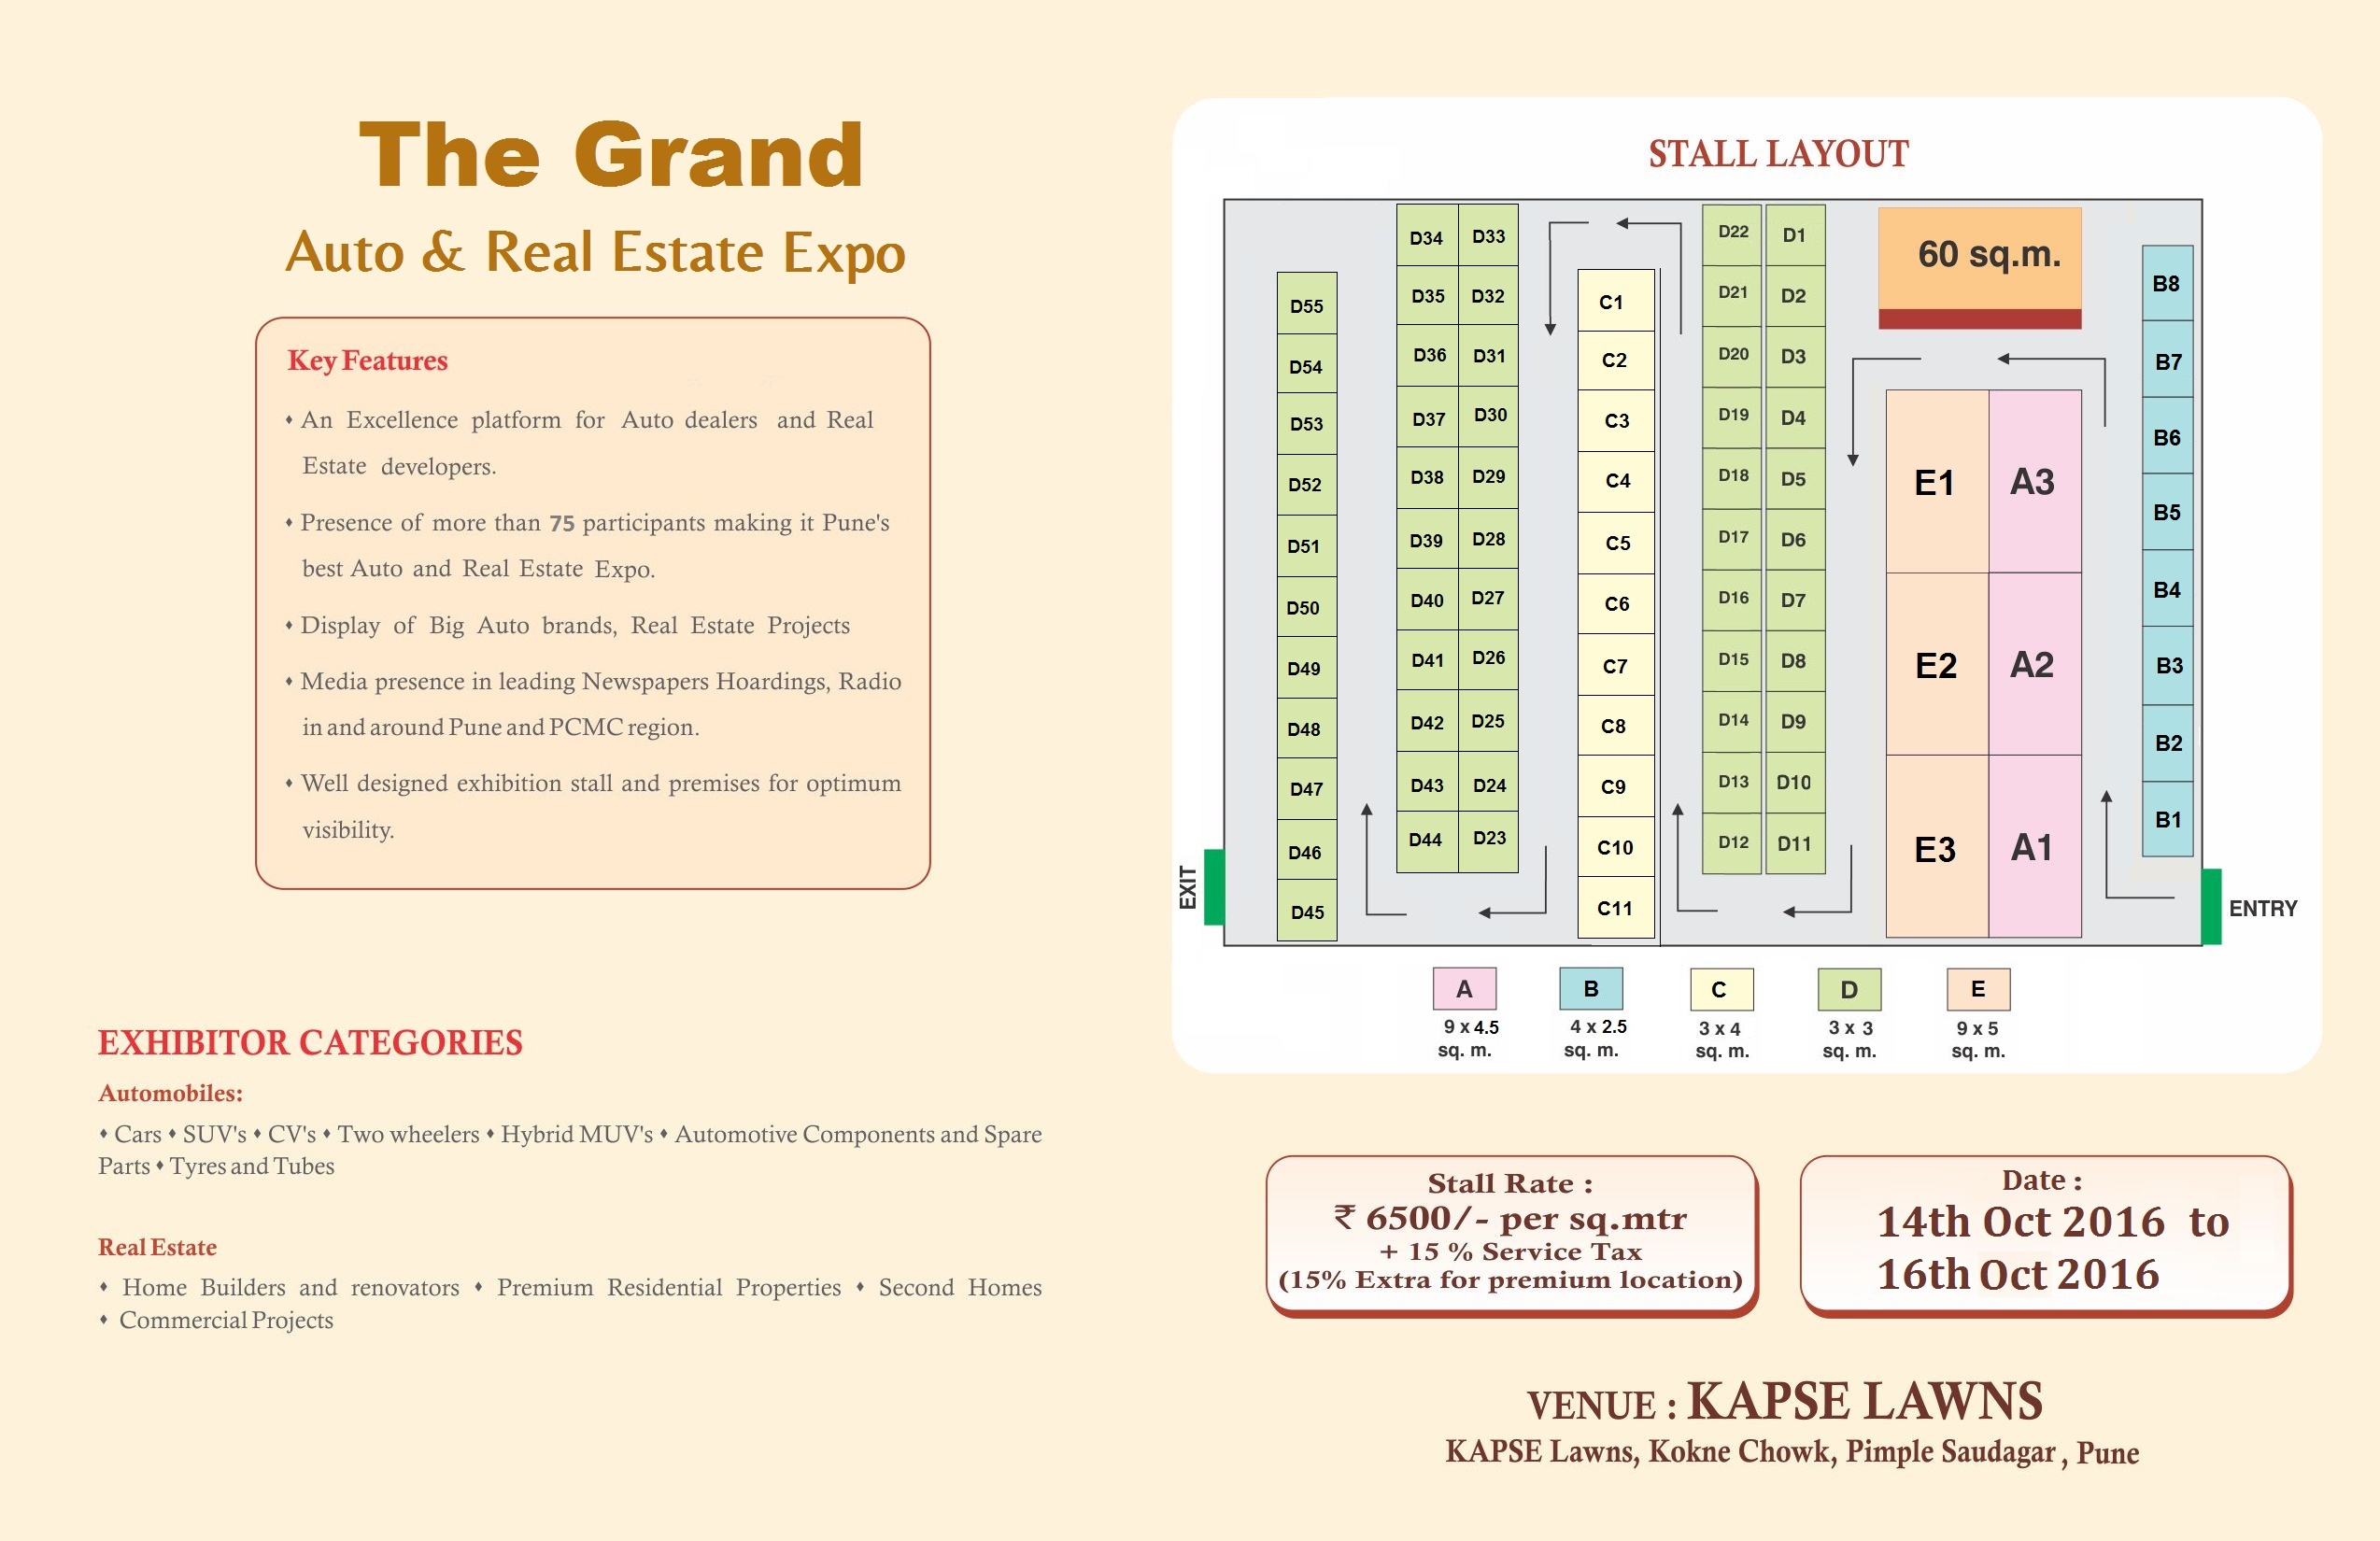 The Grand
Auto & Real Estate Expo
Key Features
• An Excellence platform for Auto dealers and Real
Estate developers.
• Presence of more than 75 participants making it Pune's
best Auto and Real Estate Expo.
• Display of Big Auto brands, Real Estate Projects
• Media presence in leading Newspapers Hoardings, Radio
in and around Pune and PCMC region.
• Well designed exhibition stall and premises for optimum
visibility.
EXHIBITOR CATEGORIES
Automobiles:
• Cars • SUV's • CV's • Two wheelers • Hybrid MUV's • Automotive Components and Spare
Parts • Tyres and Tubes
Real Estate
• Home Builders and renovators • Premium Residential Properties • Second Homes
• Commercial Projects
STALL LAYOUT
D55
D54
D53
D52
D51
D50
D49
D48
D47
D46
D45
D34 D33
D35 D32
D36 D31
D37 D30
D38 D29
D39 D28
D40 D27
D41 D26
D42 D25
D43 D24
D44 D23
C1
C2
C3
C4
C5
C6
C7
C8
C9
C10
C11
D22 D1
D21 D2
D20 D3
D19 D4
D18 D5
D17 D6
D16 D7
D15 D8
D14 D9
D13 D10
D12 D11
60 sq.m.
E1 A3
E2 A2
E3 A1
B8
B7
B6
B5
B4
B3
B2
B1
EXIT
ENTRY
A B C D E
9 x 4.5 4 x 2.5 3 x 4 3 x 3 9 x 5
sq. m. sq. m. sq. m. sq. m. sq. m.
Stall Rate :
₹ 6500/- per sq.mtr
+ 15 % Service Tax
(15% Extra for premium location)
Date :
14th Oct 2016 to
16th Oct 2016
VENUE : KAPSE LAWNS
KAPSE Lawns, Kokne Chowk, Pimple Saudagar, Pune